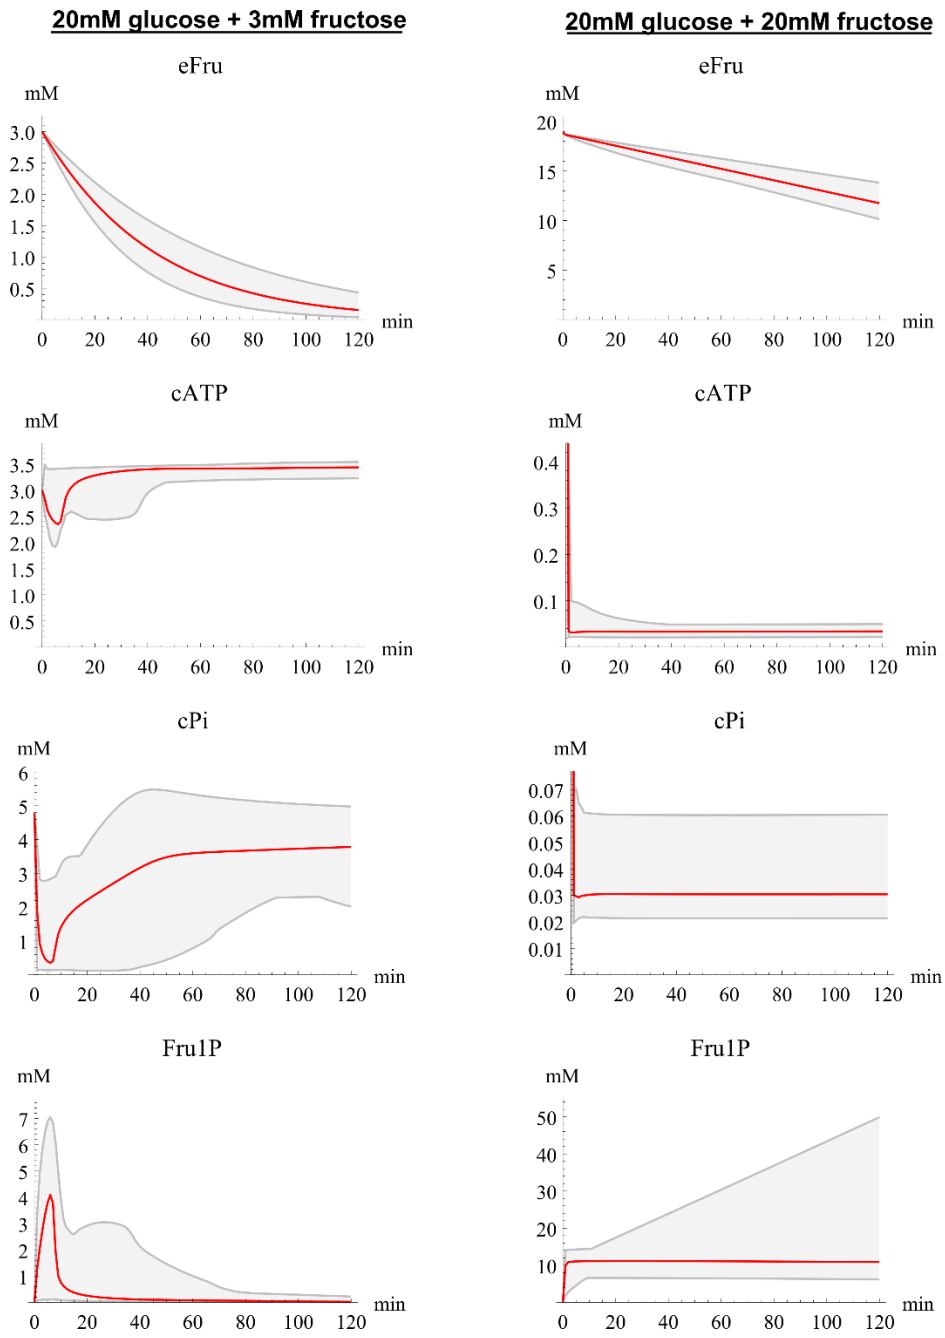 20mM glucose + 3mM fructose
20mM glucose + 20mM fructose
eFru
mM
3.0
2.5
2.0
1.5
1.0
0.5
0 20 40 60 80 100 120
min
eFru
mM
20
15
10
5
0 20 40 60 80 100 120
min
cATP
mM
3.5
3.0
2.5
2.0
1.5
1.0
0.5
0 20 40 60 80 100 120
min
cATP
mM
0.4
0.3
0.2
0.1
0 20 40 60 80 100 120
min
cPi
mM
6
5
4
3
2
1
0 20 40 60 80 100 120
min
cPi
mM
0.07
0.06
0.05
0.04
0.03
0.02
0.01
0 20 40 60 80 100 120
min
Fru1P
mM
7
6
5
4
3
2
1
0 20 40 60 80 100 120
min
Fru1P
mM
50
40
30
20
10
0 20 40 60 80 100 120
min